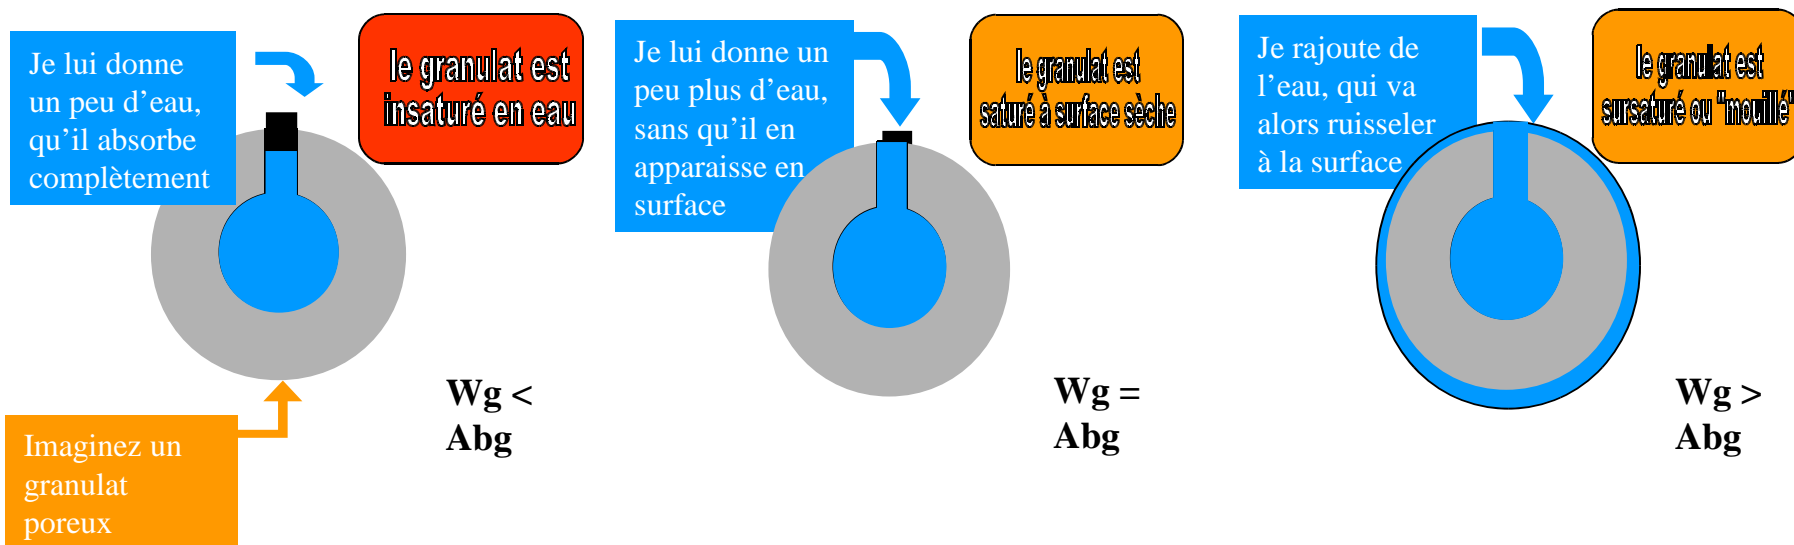 Je lui donne
un peu d’eau,
qu’il absorbe
complètement
le granulat est
insaturé en eau
Wg <
Abg
Imaginez un
granulat
poreux
Je lui donne un
peu plus d’eau,
sans qu’il en
apparaisse en
surface
le granulat est
saturé à surface sèche
Wg =
Abg
Je rajoute de
l’eau, qui va
alors ruisseler
à la surface
le granulat est
sursaturé ou "mouillé"
Wg >
Abg